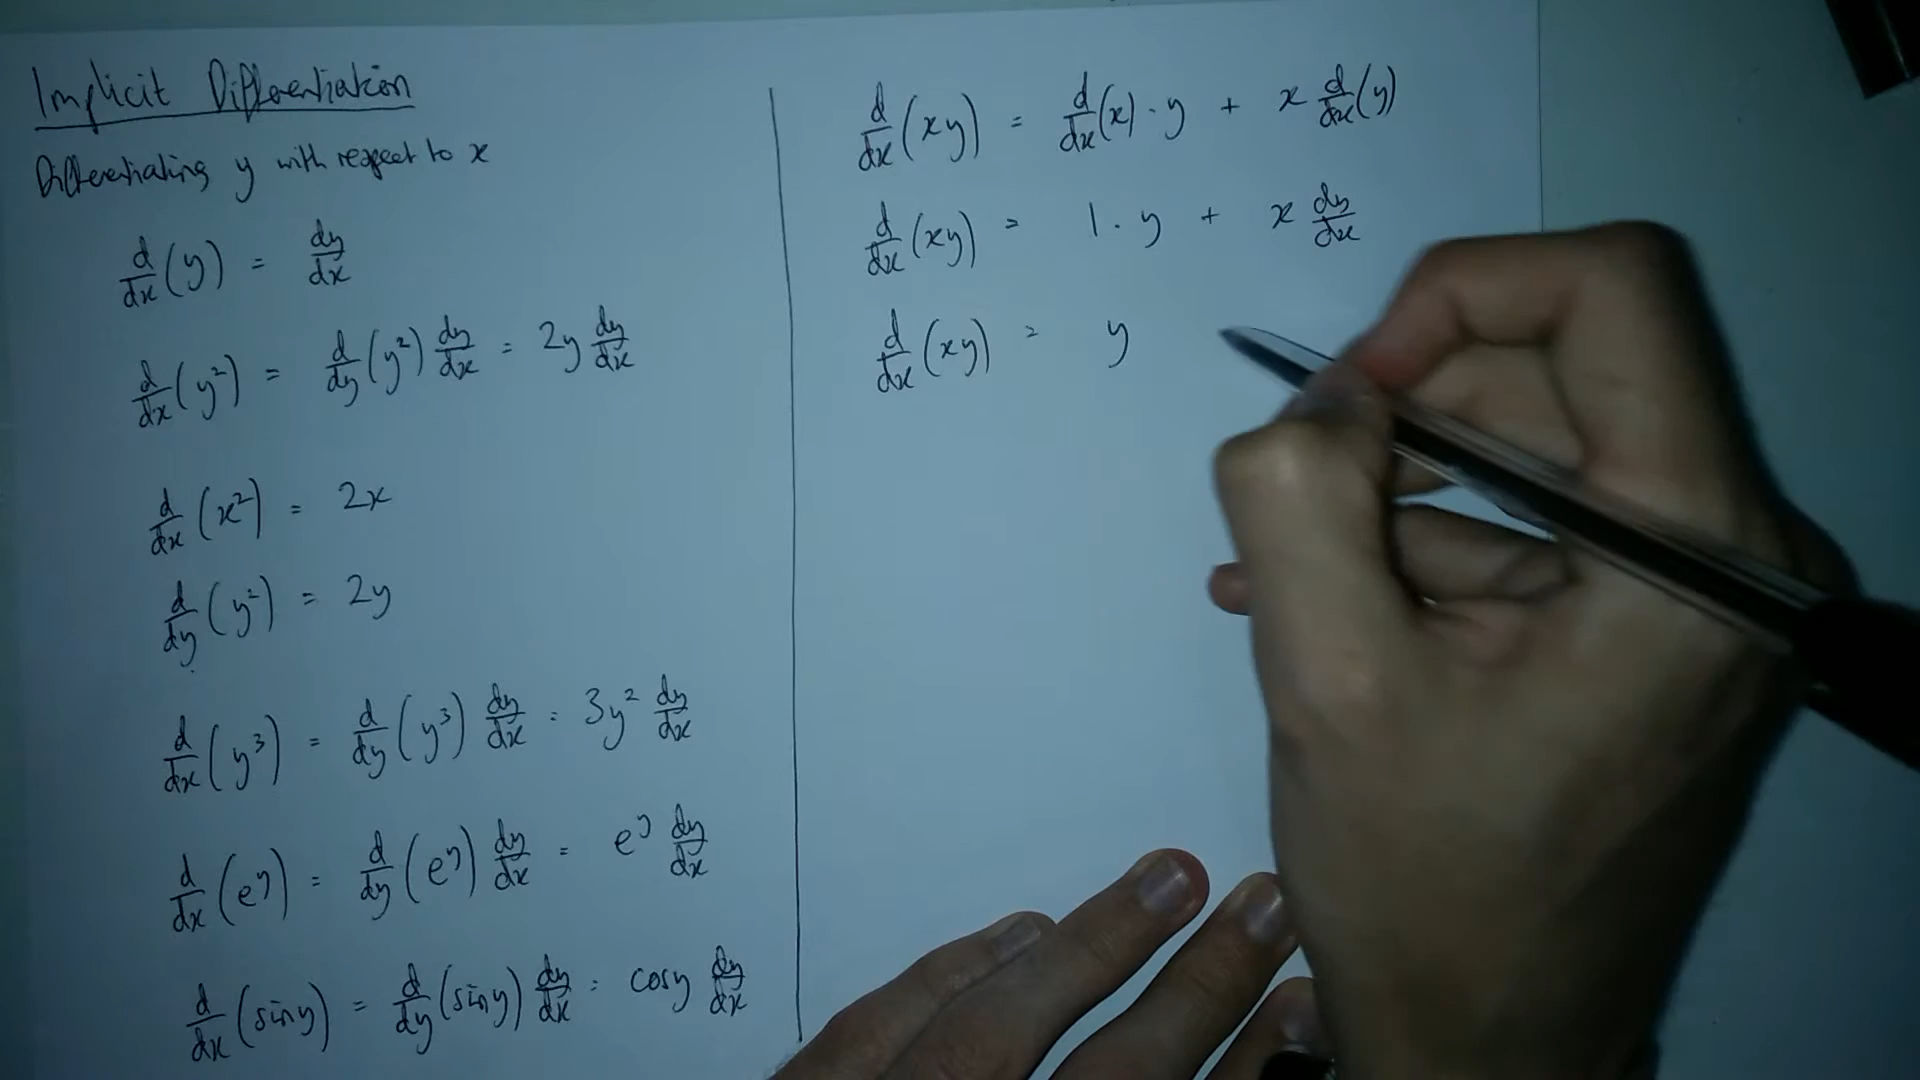 Implicit Differentiation
Differentiating y with respect to x
d/dx (y) = dy/dx
d/dx (y²) = d/dy (y²) dy/dx = 2y dy/dx
d/dx (x²) = 2x
d/dy (y²) = 2y
d/dx (y³) = d/dy (y³) dy/dx = 3y² dy/dx
d/dx (e^y) = d/dy (e^y) dy/dx = e^y dy/dx
d/dx (sin y) = d/dy (sin y) dy/dx = cos y dy/dx
d/dx (xy) = d/dx (x) · y + x d/dx (y)
d/dx (xy) = 1 · y + x dy/dx
d/dx (xy) = y